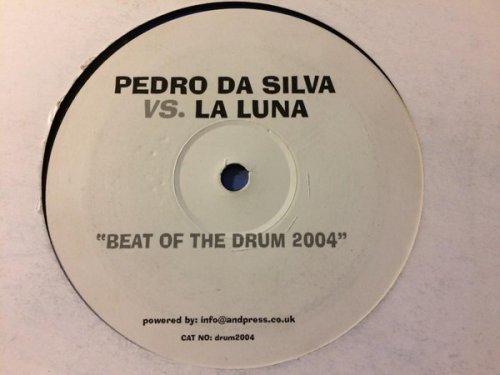 PEDRO DA SILVA
VS. LA LUNA
"BEAT OF THE DRUM 2004"
powered by: info@andpress.co.uk
CAT NO: drum2004